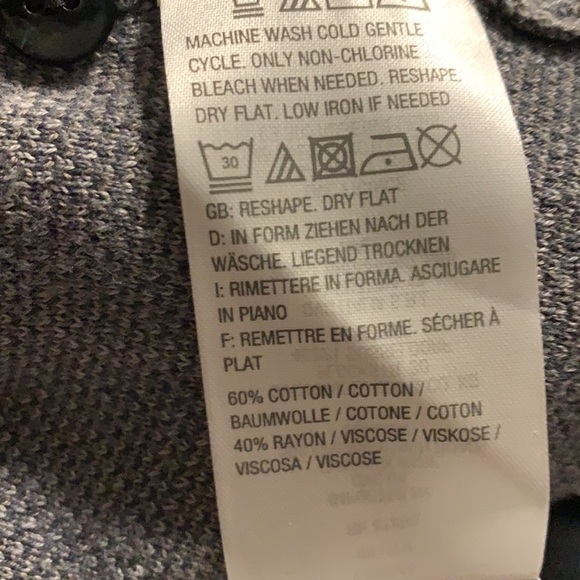 MACHINE WASH COLD GENTLE
CYCLE. ONLY NON-CHLORINE
BLEACH WHEN NEEDED. RESHAPE.
DRY FLAT. LOW IRON IF NEEDED
30
GB: RESHAPE. DRY FLAT
D: IN FORM ZIEHEN NACH DER
WÄSCHE. LIEGEND TROCKNEN
I: RIMETTERE IN FORMA. ASCIUGARE
IN PIANO
F: REMETTRE EN FORME. SÉCHER À
PLAT
60% COTTON / COTTON /
BAUMWOLLE / COTONE / COTON
40% RAYON / VISCOSE / VISKOSE /
VISCOSA / VISCOSE